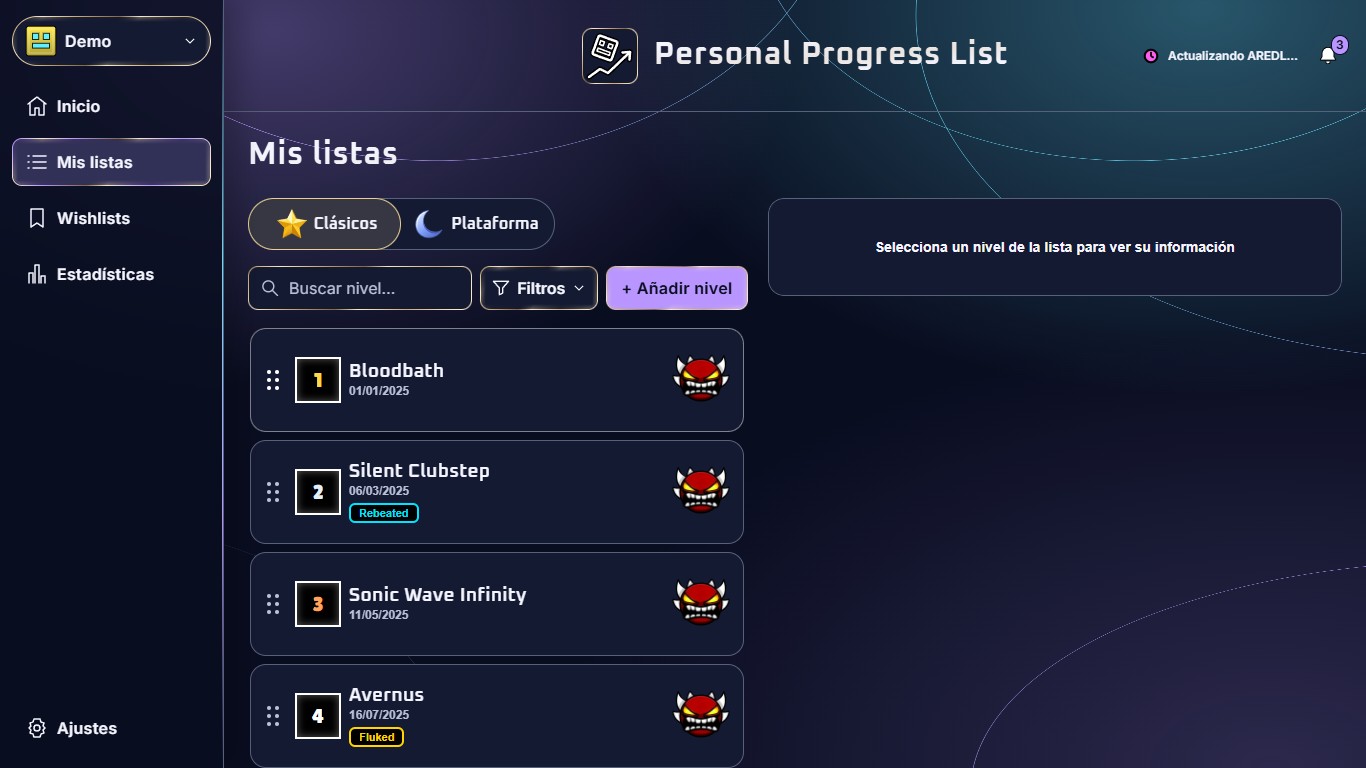 Demo
Inicio
Mis listas
Wishlists
Estadísticas
Ajustes
Personal Progress List
Actualizando AREDL...
3
Mis listas
Clásicos
Plataforma
Buscar nivel...
Filtros
+ Añadir nivel
1
Bloodbath
01/01/2025
2
Silent Clubstep
06/03/2025
Rebeated
3
Sonic Wave Infinity
11/05/2025
4
Avernus
16/07/2025
Fluked
Selecciona un nivel de la lista para ver su información